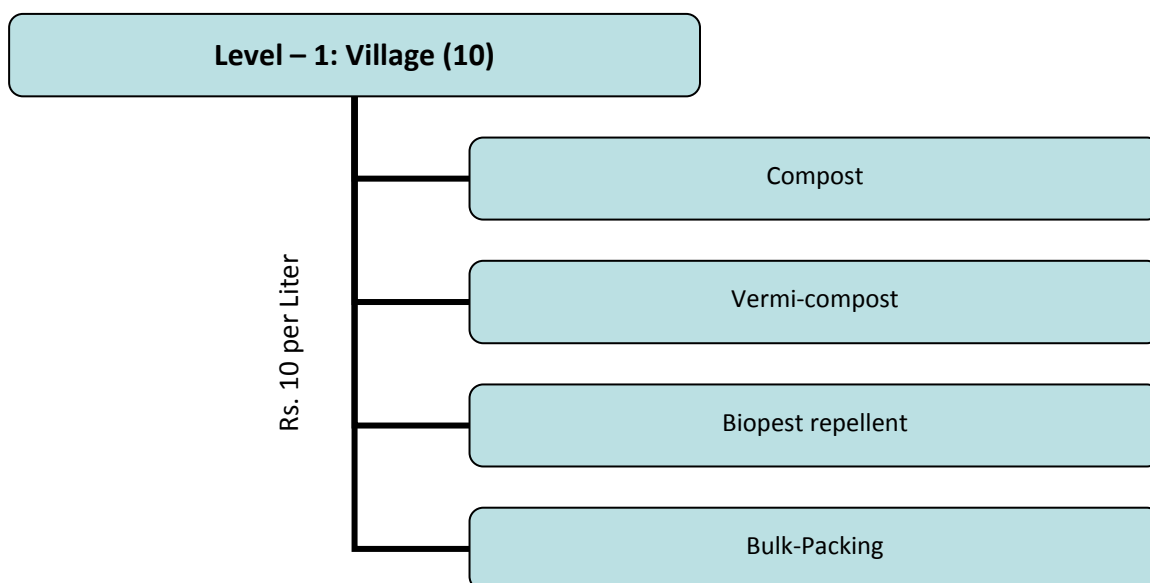 Level – 1: Village (10)
Compost
Vermi-compost
Rs. 10 per Liter
Biopest repellent
Bulk-Packing